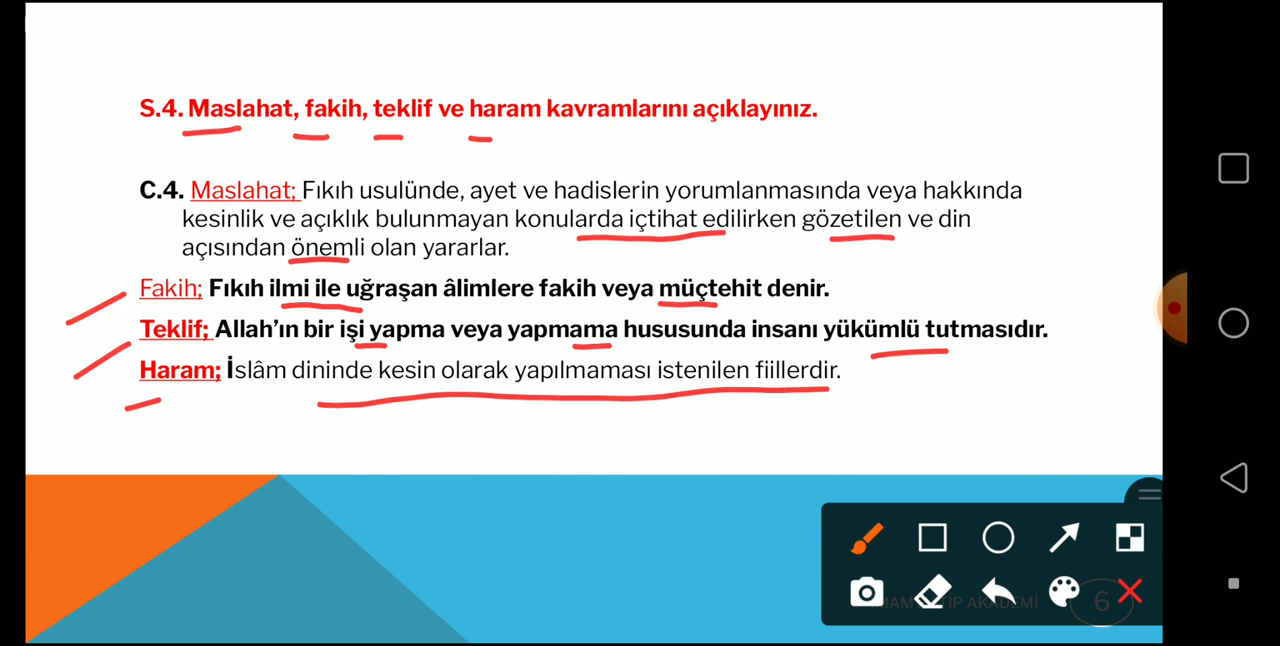 S.4. Maslahat, fakih, teklif ve haram kavramlarını açıklayınız.
C.4. Maslahat; Fıkıh usulünde, ayet ve hadislerin yorumlanmasında veya hakkında
kesinlik ve açıklık bulunmayan konularda içtihat edilirken gözetilen ve din
açısından önemli olan yararlar.
Fakih; Fıkıh ilmi ile uğraşan âlimlere fakih veya müçtehit denir.
Teklif; Allah’ın bir işi yapma veya yapmama hususunda insanı yükümlü tutmasıdır.
Haram; İslâm dininde kesin olarak yapılmaması istenilen fiillerdir.
AKADEMİ 6